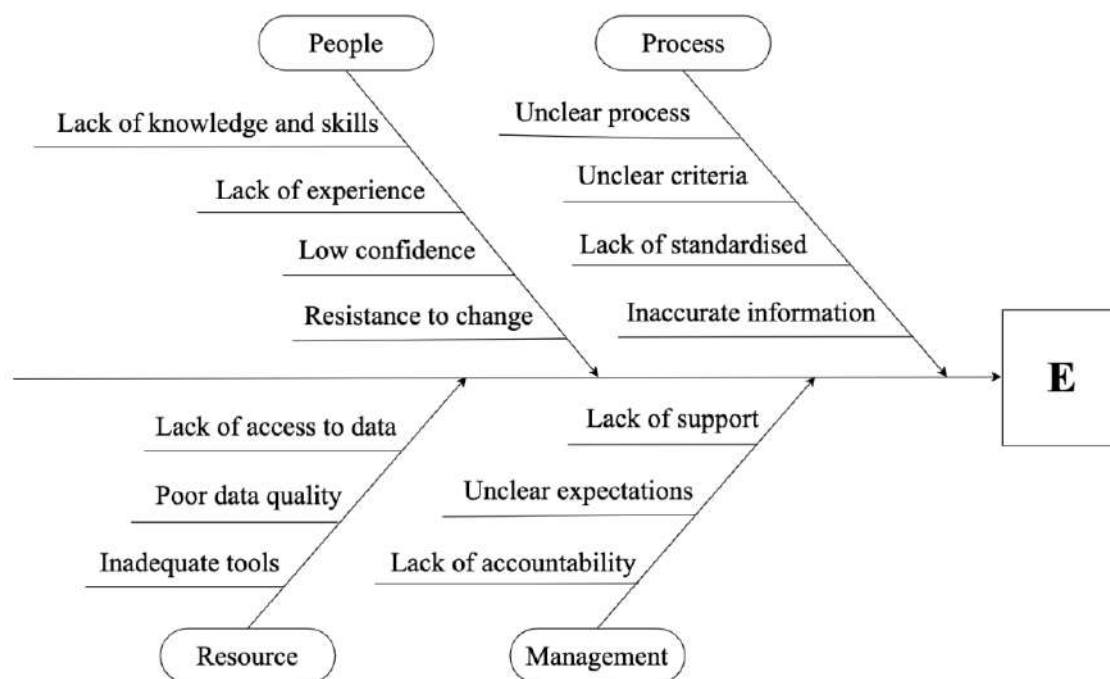 People
Process
Lack of knowledge and skills
Lack of experience
Low confidence
Resistance to change
Unclear process
Unclear criteria
Lack of standardised
Inaccurate information
E
Lack of access to data
Poor data quality
Inadequate tools
Resource
Lack of support
Unclear expectations
Lack of accountability
Management